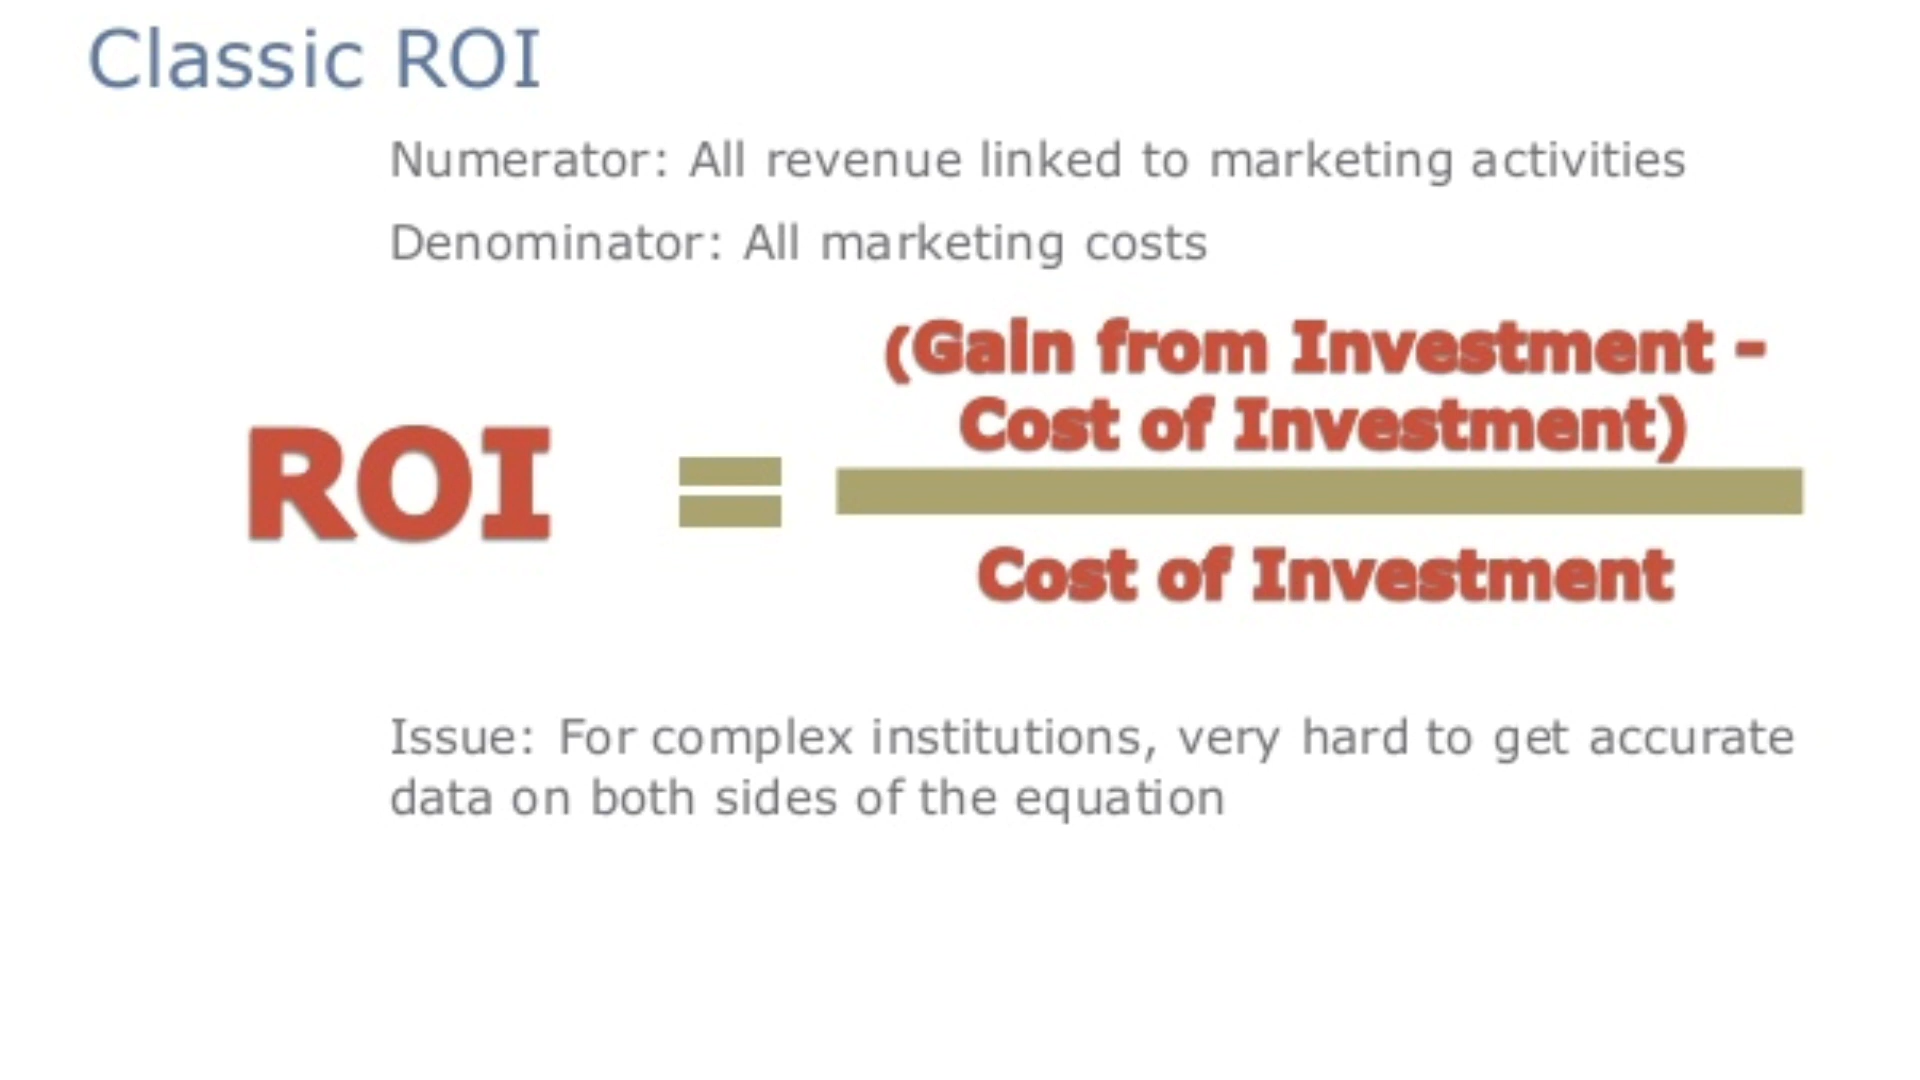 Classic ROI
Numerator: All revenue linked to marketing activities
Denominator: All marketing costs
(Gain from Investment -
Cost of Investment)
ROI =
Cost of Investment
Issue: For complex institutions, very hard to get accurate
data on both sides of the equation